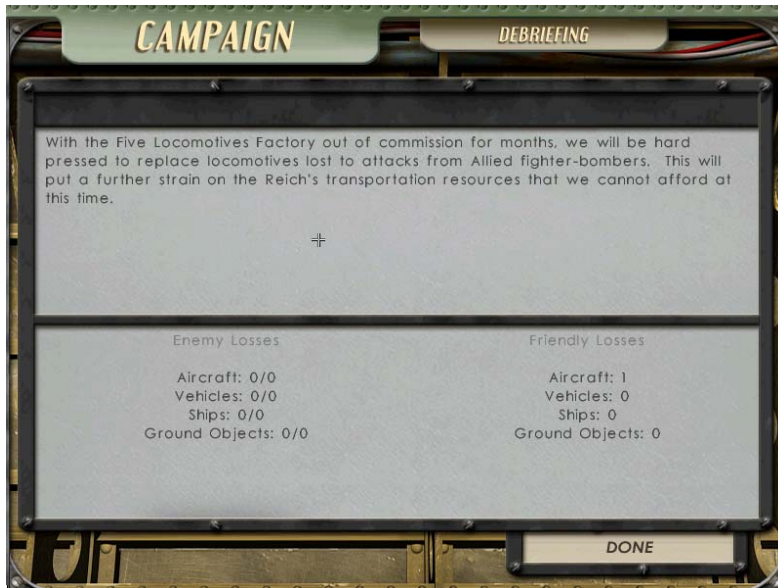 CAMPAIGN
DEBRIEFING
With the Five Locomotives Factory out of commission for months, we will be hard
pressed to replace locomotives lost to attacks from Allied fighter-bombers.  This will
put a further strain on the Reich's transportation resources that we cannot afford at
this time.
Enemy Losses
Aircraft: 0/0
Vehicles: 0/0
Ships: 0/0
Ground Objects: 0/0
Friendly Losses
Aircraft: 1
Vehicles: 0
Ships: 0
Ground Objects: 0
DONE